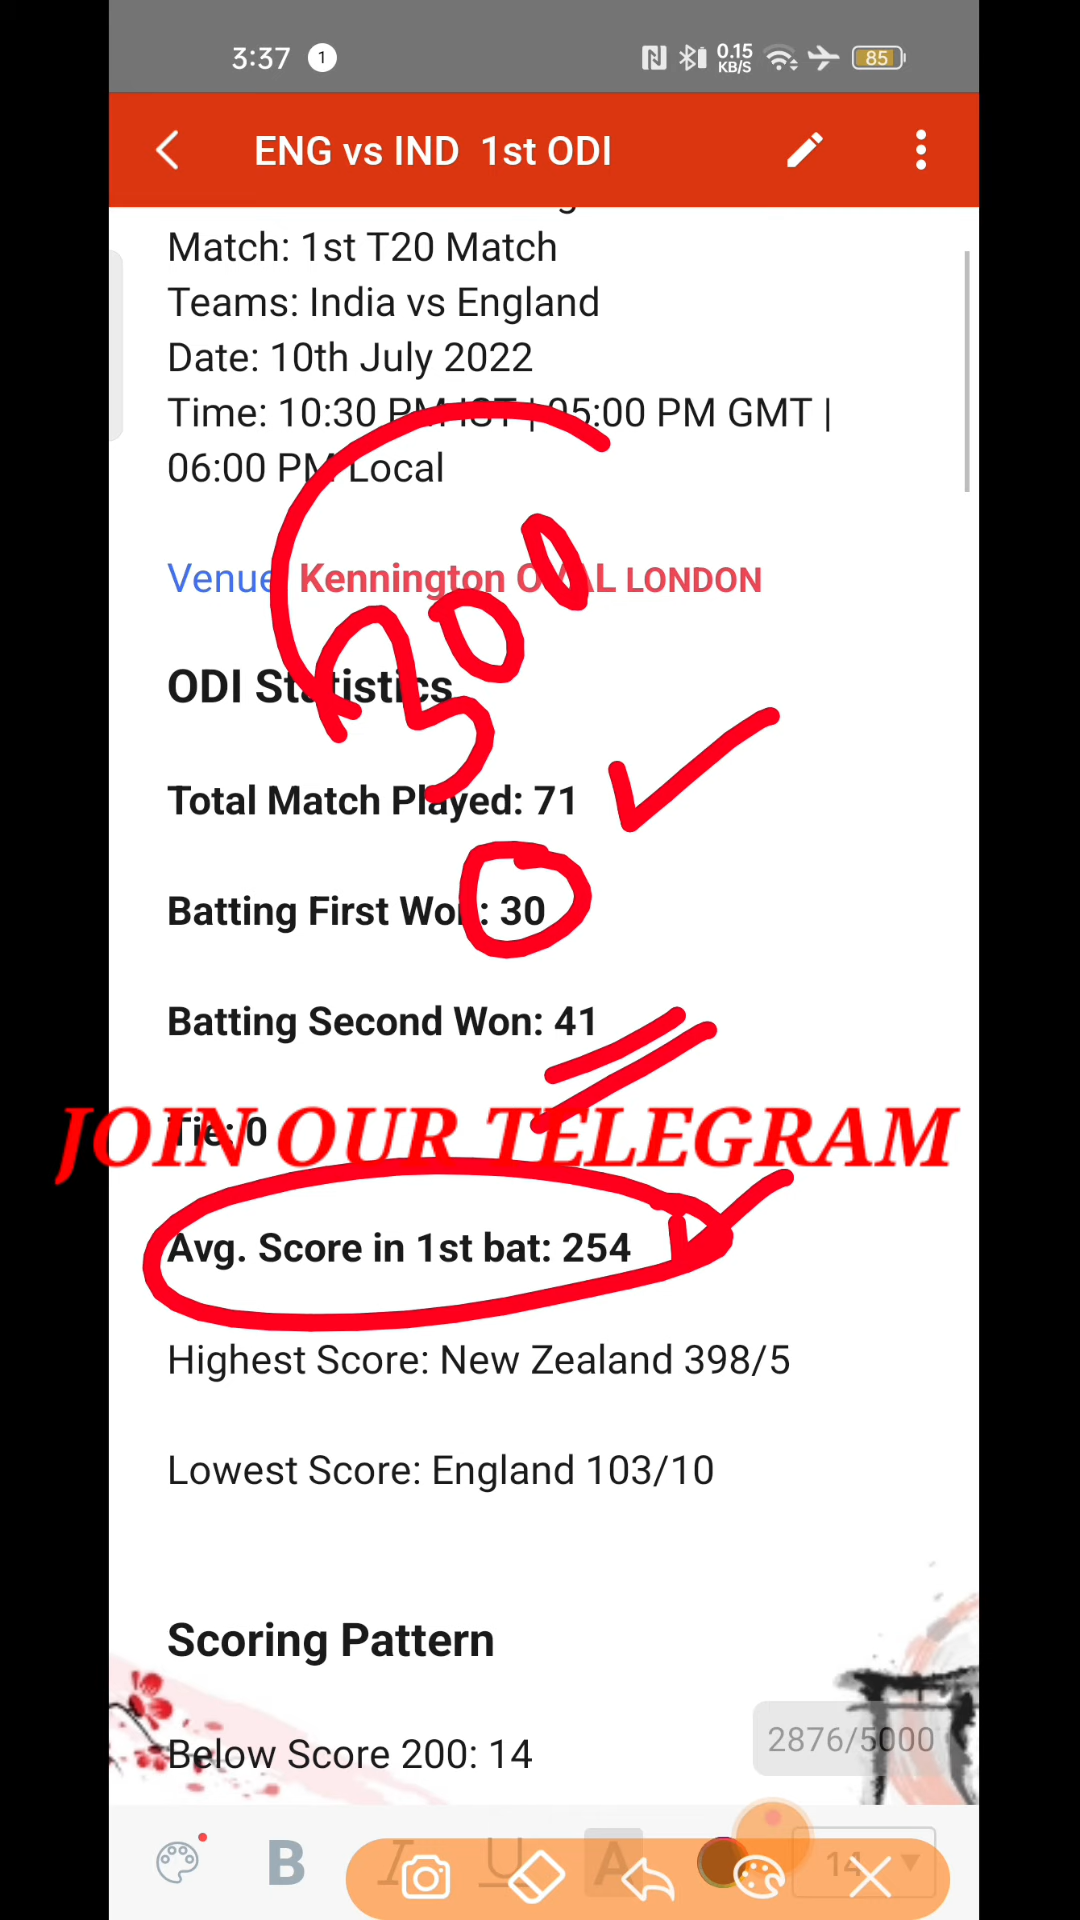 3:37 1 0.15 KB/S 85
ENG vs IND 1st ODI
Match: 1st T20 Match
Teams: India vs England
Date: 10th July 2022
Time: 10:30 PM IST | 05:00 PM GMT |
06:00 PM Local
300
Venue: Kennington OVAL LONDON
ODI Statistics
Total Match Played: 71
Batting First Won: 30
Batting Second Won: 41
Tie: 0
JOIN OUR TELEGRAM
Avg. Score in 1st bat: 254
Highest Score: New Zealand 398/5
Lowest Score: England 103/10
Scoring Pattern
2876/5000
Below Score 200: 14
B I U A 14